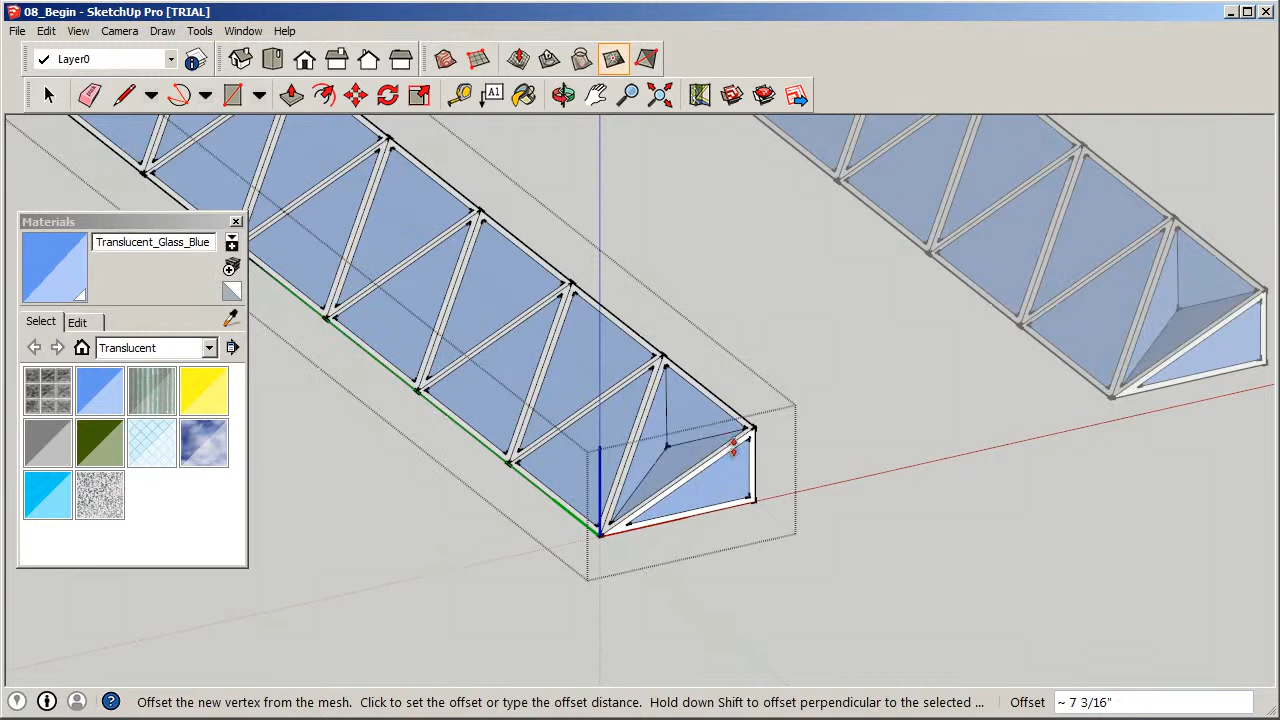 08_Begin - SketchUp Pro [TRIAL]
File Edit View Camera Draw Tools Window Help
Layer0
A1
Materials
Translucent_Glass_Blue
Select Edit
Translucent
Offset the new vertex from the mesh. Click to set the offset or type the offset distance. Hold down Shift to offset perpendicular to the selected ... Offset ~ 7 3/16"